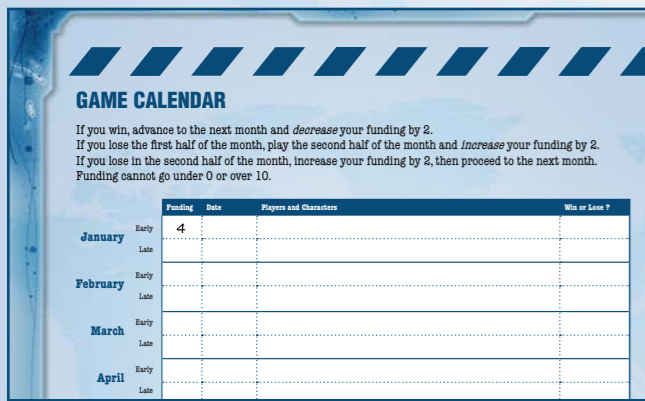 GAME CALENDAR
If you win, advance to the next month and decrease your funding by 2.
If you lose the first half of the month, play the second half of the month and increase your funding by 2.
If you lose in the second half of the month, increase your funding by 2, then proceed to the next month.
Funding cannot go under 0 or over 10.
Funding Date Players and Characters Win or Lose ?
January Early 4
Late
February Early
Late
March Early
Late
April Early
Late